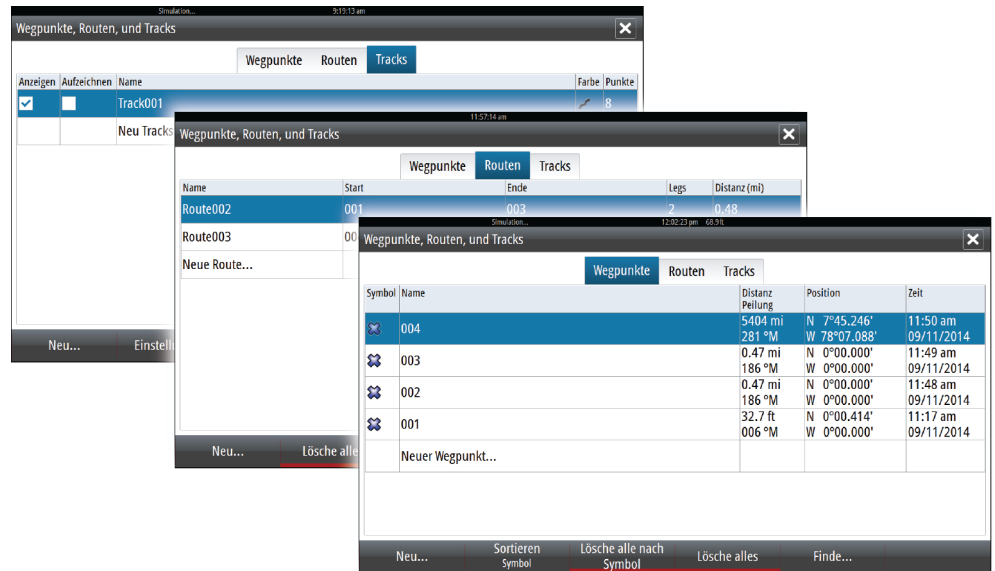 Simulation... 9:19:13 am
Wegpunkte, Routen, und Tracks
Wegpunkte Routen Tracks
Anzeigen Aufzeichnen Name Farbe Punkte
Track001 8
Neu Tracks
Neu...
11:57:14 am
Wegpunkte, Routen, und Tracks
Wegpunkte Routen Tracks
Name Start Ende Legs Distanz (mi)
Route002 001 003 2 0.48
Route003
Neue Route...
Neu... Lösche alle
Simulation... 12:02:23 pm 68.9 ft
Wegpunkte, Routen, und Tracks
Wegpunkte Routen Tracks
Symbol Name Distanz Position Zeit
Peilung
004 5404 mi N 7°45.246' 11:50 am
281 °M W 78°07.088' 09/11/2014
003 0.47 mi N 0°00.000' 11:49 am
186 °M W 0°00.000' 09/11/2014
002 0.47 mi N 0°00.000' 11:48 am
186 °M W 0°00.000' 09/11/2014
001 32.7 ft N 0°00.414' 11:17 am
006 °M W 0°00.000' 09/11/2014
Neuer Wegpunkt...
Neu... Sortieren Symbol Lösche alle nach Symbol Lösche alles Finde...